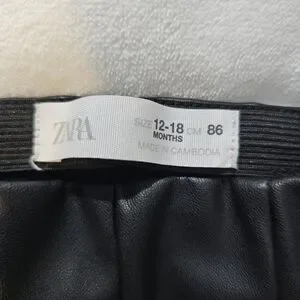 ZARA
SIZE 12-18 CM 86
MONTHS
MADE IN CAMBODIA